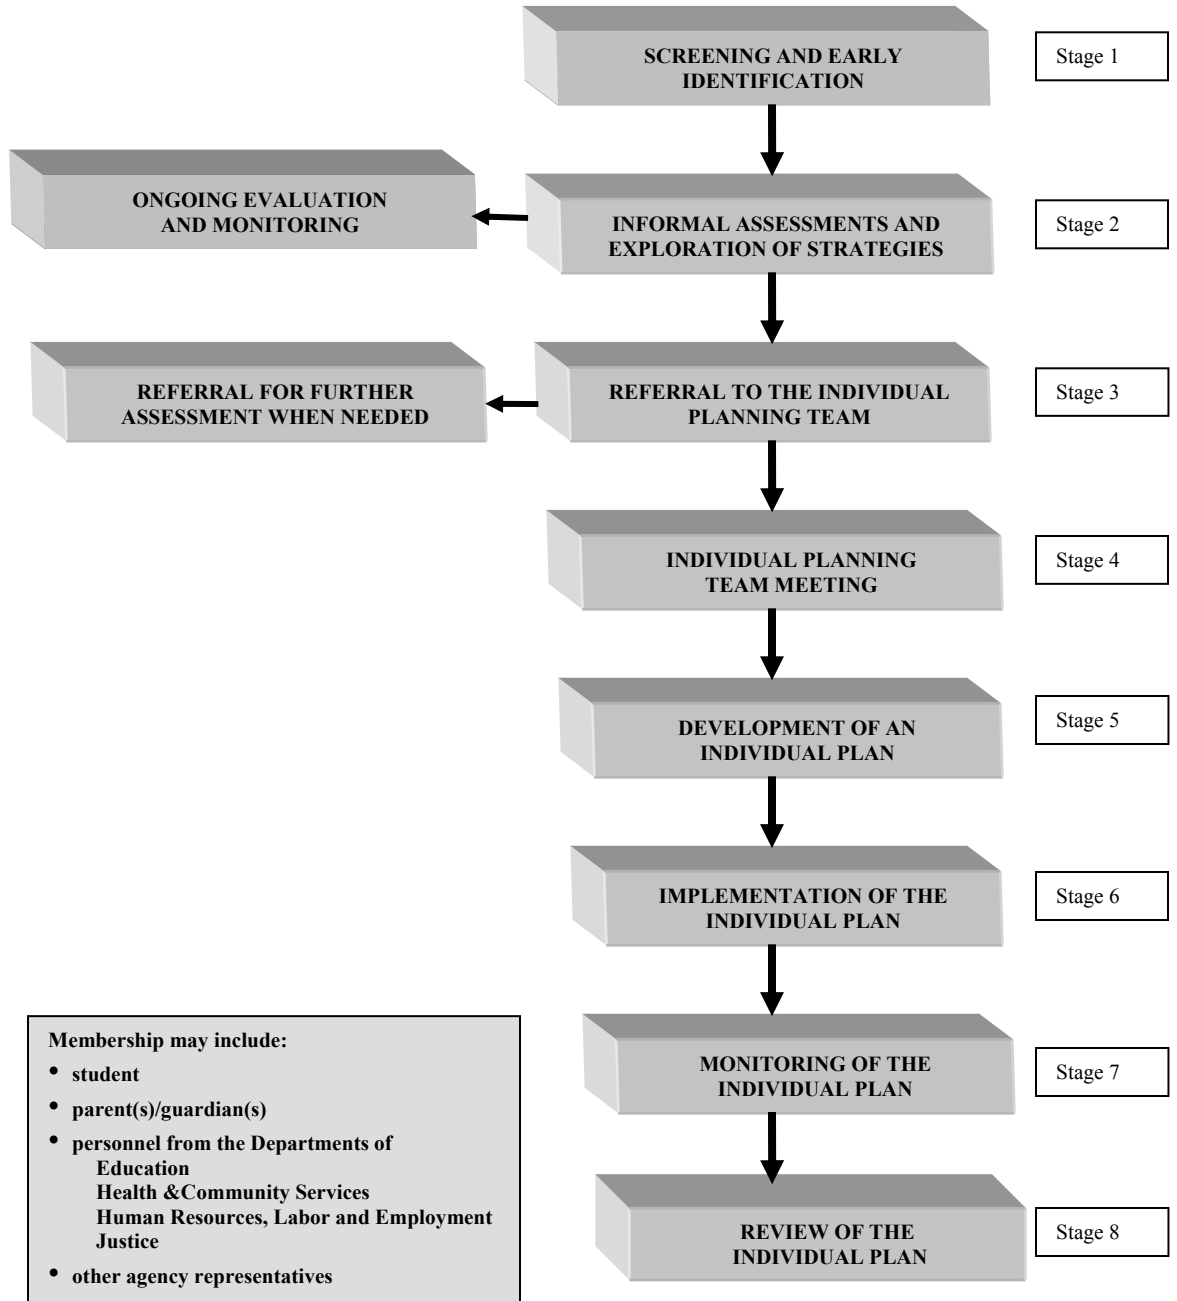 SCREENING AND EARLY
IDENTIFICATION
Stage 1
ONGOING EVALUATION
AND MONITORING
INFORMAL ASSESSMENTS AND
EXPLORATION OF STRATEGIES
Stage 2
REFERRAL FOR FURTHER
ASSESSMENT WHEN NEEDED
REFERRAL TO THE INDIVIDUAL
PLANNING TEAM
Stage 3
INDIVIDUAL PLANNING
TEAM MEETING
Stage 4
DEVELOPMENT OF AN
INDIVIDUAL PLAN
Stage 5
IMPLEMENTATION OF THE
INDIVIDUAL PLAN
Stage 6
MONITORING OF THE
INDIVIDUAL PLAN
Stage 7
REVIEW OF THE
INDIVIDUAL PLAN
Stage 8
Membership may include:
• student
• parent(s)/guardian(s)
• personnel from the Departments of
Education
Health &Community Services
Human Resources, Labor and Employment
Justice
• other agency representatives